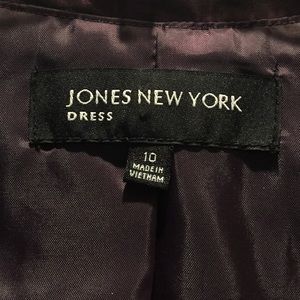 JONES NEW YORK
DRESS
10
MADE IN
VIETNAM